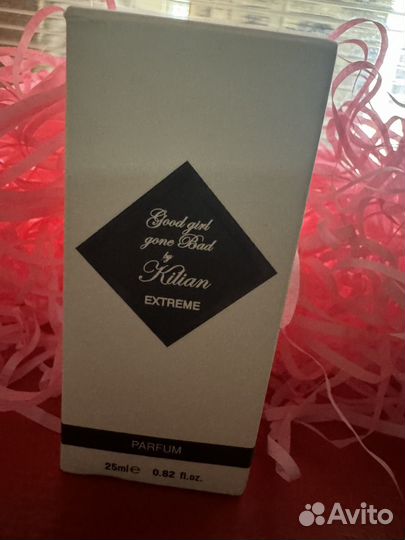 Good girl
gone Bad
by
Kilian
EXTREME
PARFUM
25ml℮ 0.82 fl.oz.
Avito